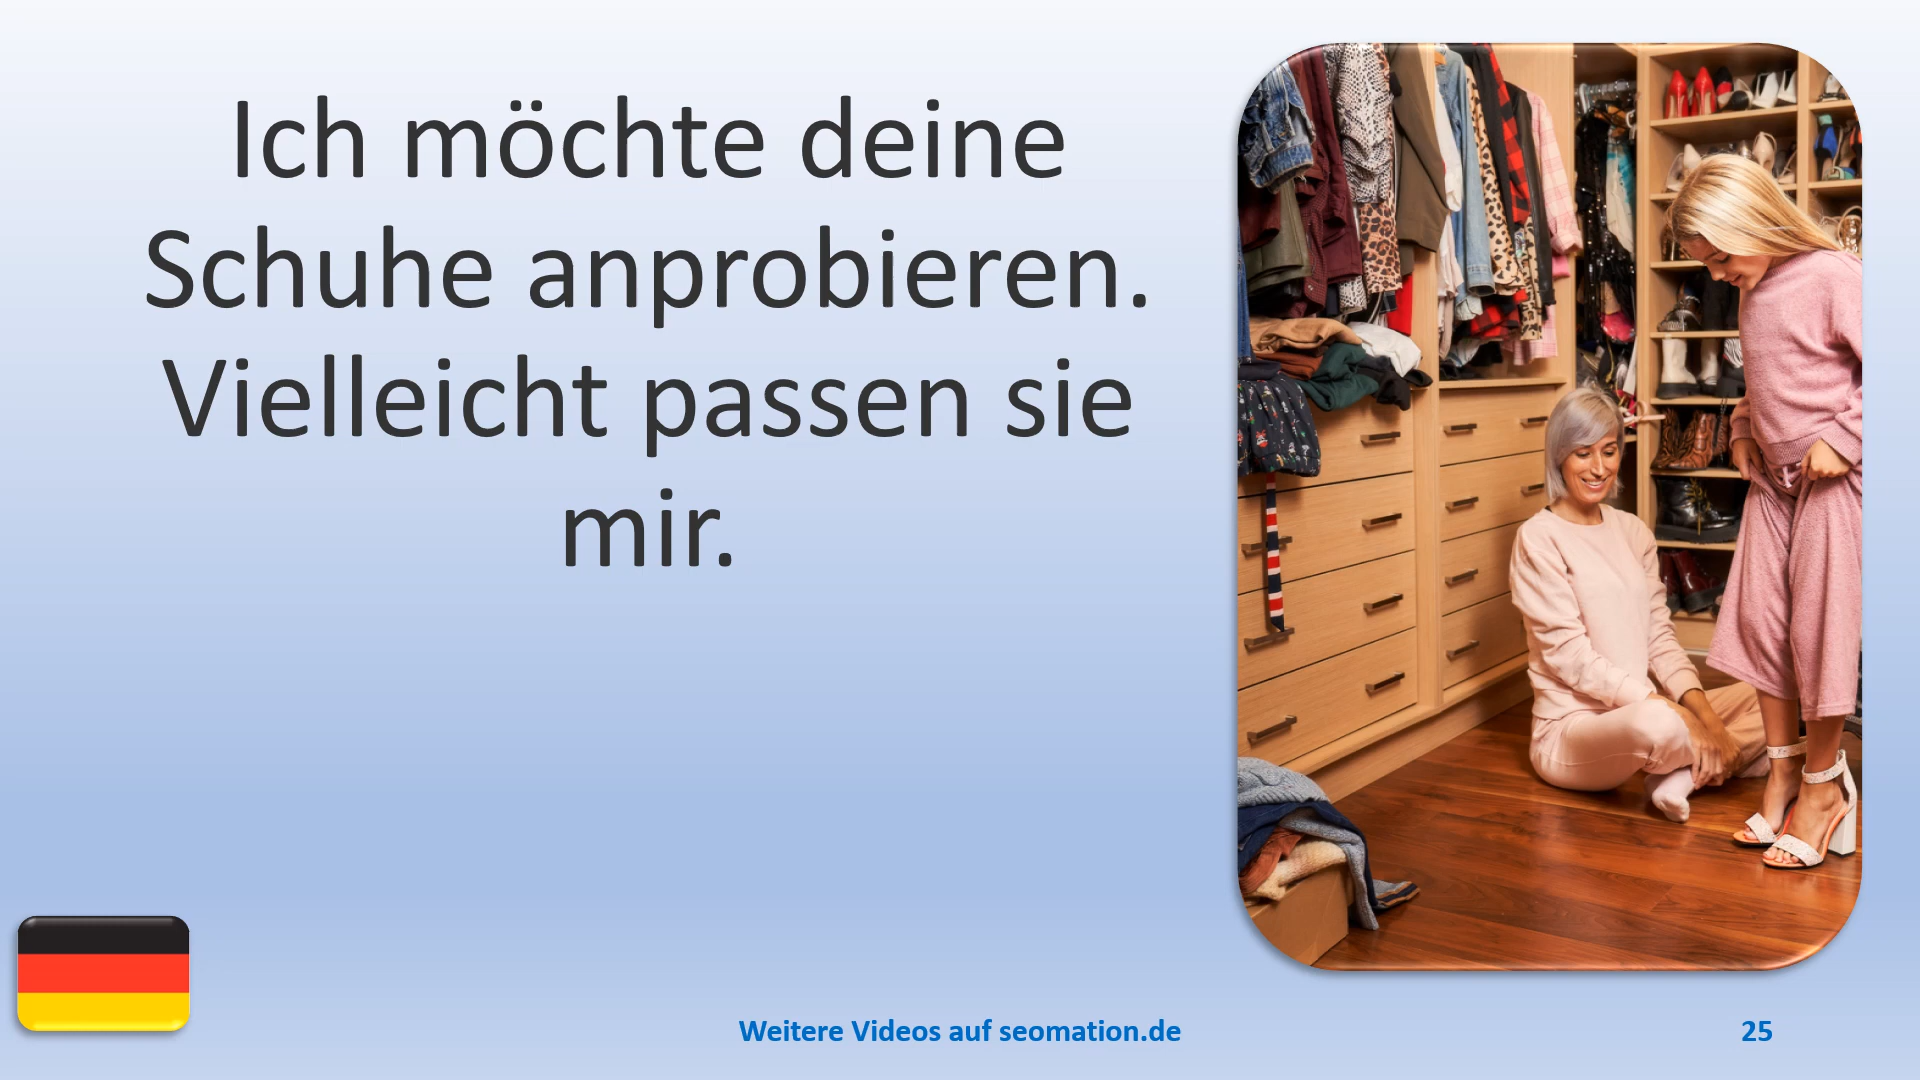 Ich möchte deine
Schuhe anprobieren.
Vielleicht passen sie
mir.
Weitere Videos auf seomation.de
25